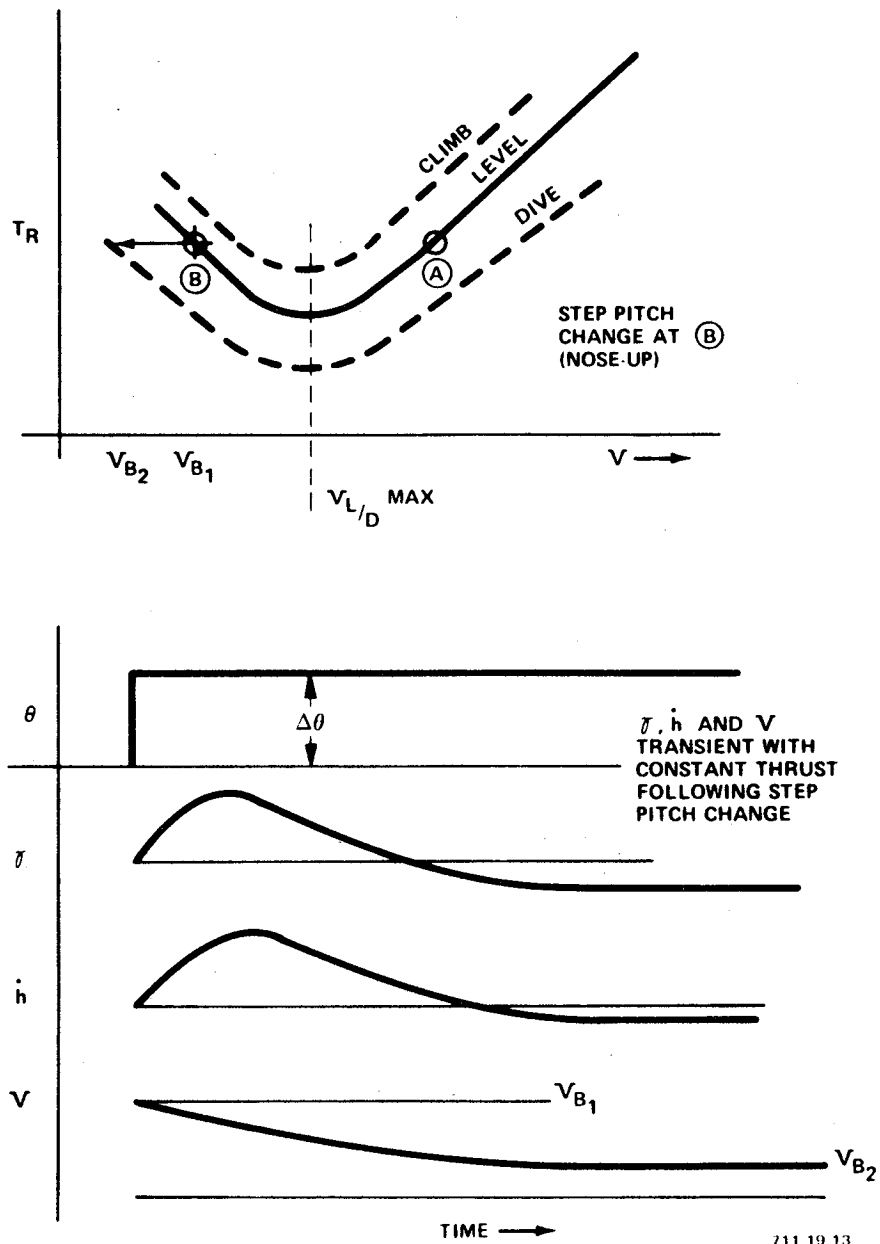 CLIMB
LEVEL
DIVE
T_R
B
A
STEP PITCH
CHANGE AT B
(NOSE-UP)
V_B2 V_B1
V →
V_L/D MAX
θ
Δθ
γ, ḣ AND V
TRANSIENT WITH
CONSTANT THRUST
FOLLOWING STEP
PITCH CHANGE
γ
ḣ
V
V_B1
V_B2
TIME →
711 19 13